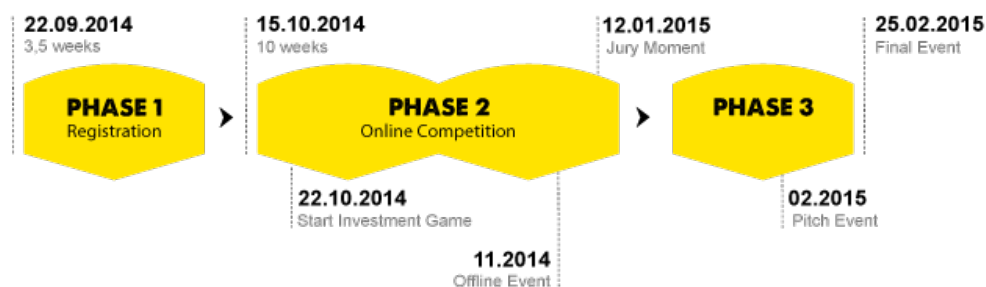 22.09.2014
3,5 weeks
15.10.2014
10 weeks
12.01.2015
Jury Moment
25.02.2015
Final Event
PHASE 1
Registration
PHASE 2
Online Competition
PHASE 3
22.10.2014
Start Investment Game
02.2015
Pitch Event
11.2014
Offline Event